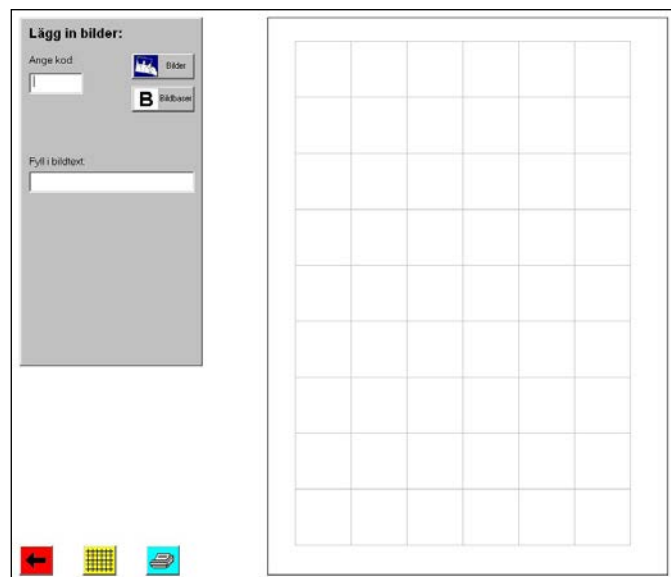 Lägg in bilder:
Ange kod:
Bilder
B Bildbaser
Fyll i bildtext: